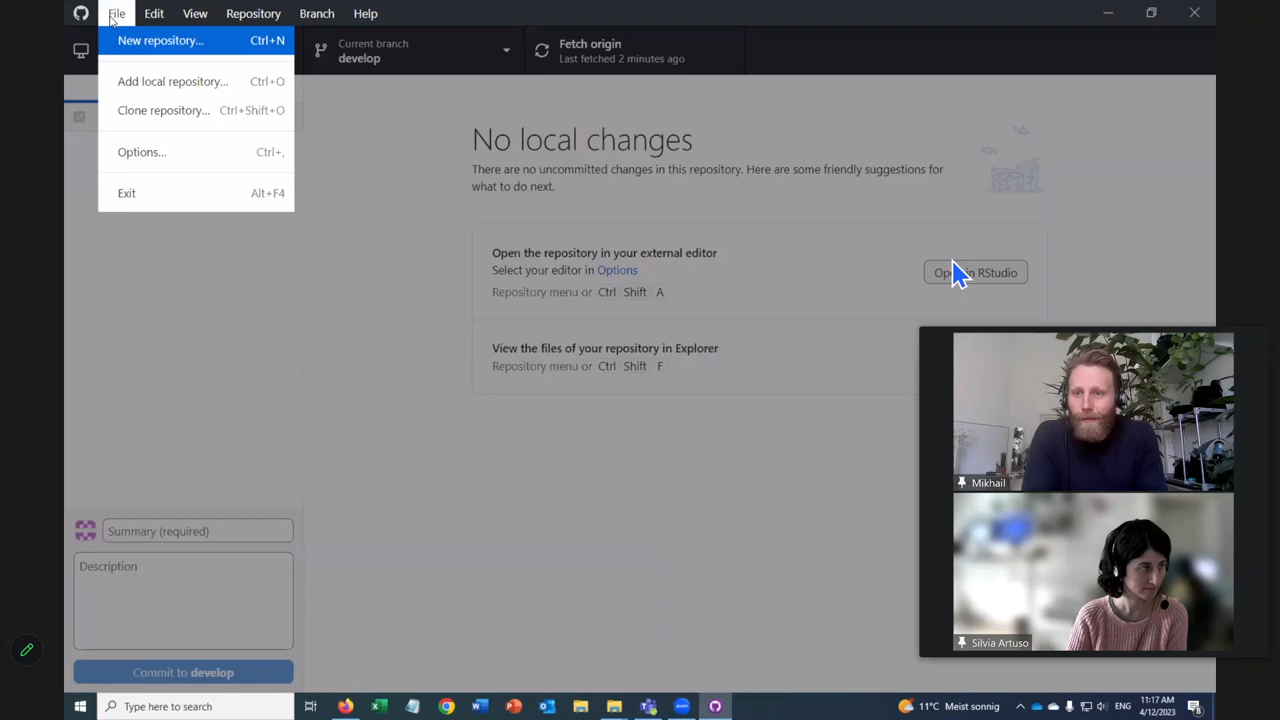 File Edit View Repository Branch Help
New repository... Ctrl+N
Add local repository... Ctrl+O
Clone repository... Ctrl+Shift+O
Options... Ctrl+,
Exit Alt+F4
Current branch
develop
Fetch origin
Last fetched 2 minutes ago
No local changes
There are no uncommitted changes in this repository. Here are some friendly suggestions for
what to do next.
Open the repository in your external editor
Select your editor in Options
Repository menu or Ctrl Shift A
Open in RStudio
View the files of your repository in Explorer
Repository menu or Ctrl Shift F
Mikhail
Silvia Artuso
Summary (required)
Description
Commit to develop
Type here to search
11°C Meist sonnig
ENG
11:17 AM
4/12/2023